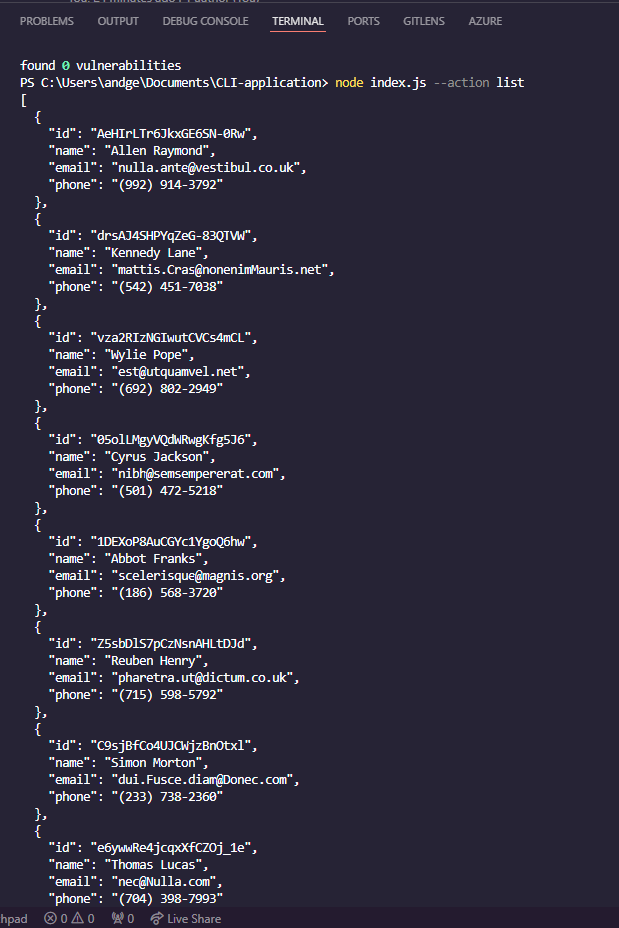 PROBLEMS OUTPUT DEBUG CONSOLE TERMINAL PORTS GITLENS AZURE
found 0 vulnerabilities
PS C:\Users\andge\Documents\CLI-application> node index.js --action list
[
  {
    "id": "AeHIrLTr6JkxGE6SN-0Rw",
    "name": "Allen Raymond",
    "email": "nulla.ante@vestibul.co.uk",
    "phone": "(992) 914-3792"
  },
  {
    "id": "drsAJ4SHPYqZeG-83QTVW",
    "name": "Kennedy Lane",
    "email": "mattis.Cras@nonenimMauris.net",
    "phone": "(542) 451-7038"
  },
  {
    "id": "vza2RIzNGIwutCVCs4mCL",
    "name": "Wylie Pope",
    "email": "est@utquamvel.net",
    "phone": "(692) 802-2949"
  },
  {
    "id": "05olLMgyVQdWRwgKfg5J6",
    "name": "Cyrus Jackson",
    "email": "nibh@semsempererat.com",
    "phone": "(501) 472-5218"
  },
  {
    "id": "1DEXoP8AuCGYc1YgoQ6hw",
    "name": "Abbot Franks",
    "email": "scelerisque@magnis.org",
    "phone": "(186) 568-3720"
  },
  {
    "id": "Z5sbDlS7pCzNsnAHLtDJd",
    "name": "Reuben Henry",
    "email": "pharetra.ut@dictum.co.uk",
    "phone": "(715) 598-5792"
  },
  {
    "id": "C9sjBfCo4UJCWjzBnOtxl",
    "name": "Simon Morton",
    "email": "dui.Fusce.diam@Donec.com",
    "phone": "(233) 738-2360"
  },
  {
    "id": "e6ywwRe4jcqxXfCZOj_1e",
    "name": "Thomas Lucas",
    "email": "nec@Nulla.com",
    "phone": "(704) 398-7993"
hpad 0 0 0 Live Share